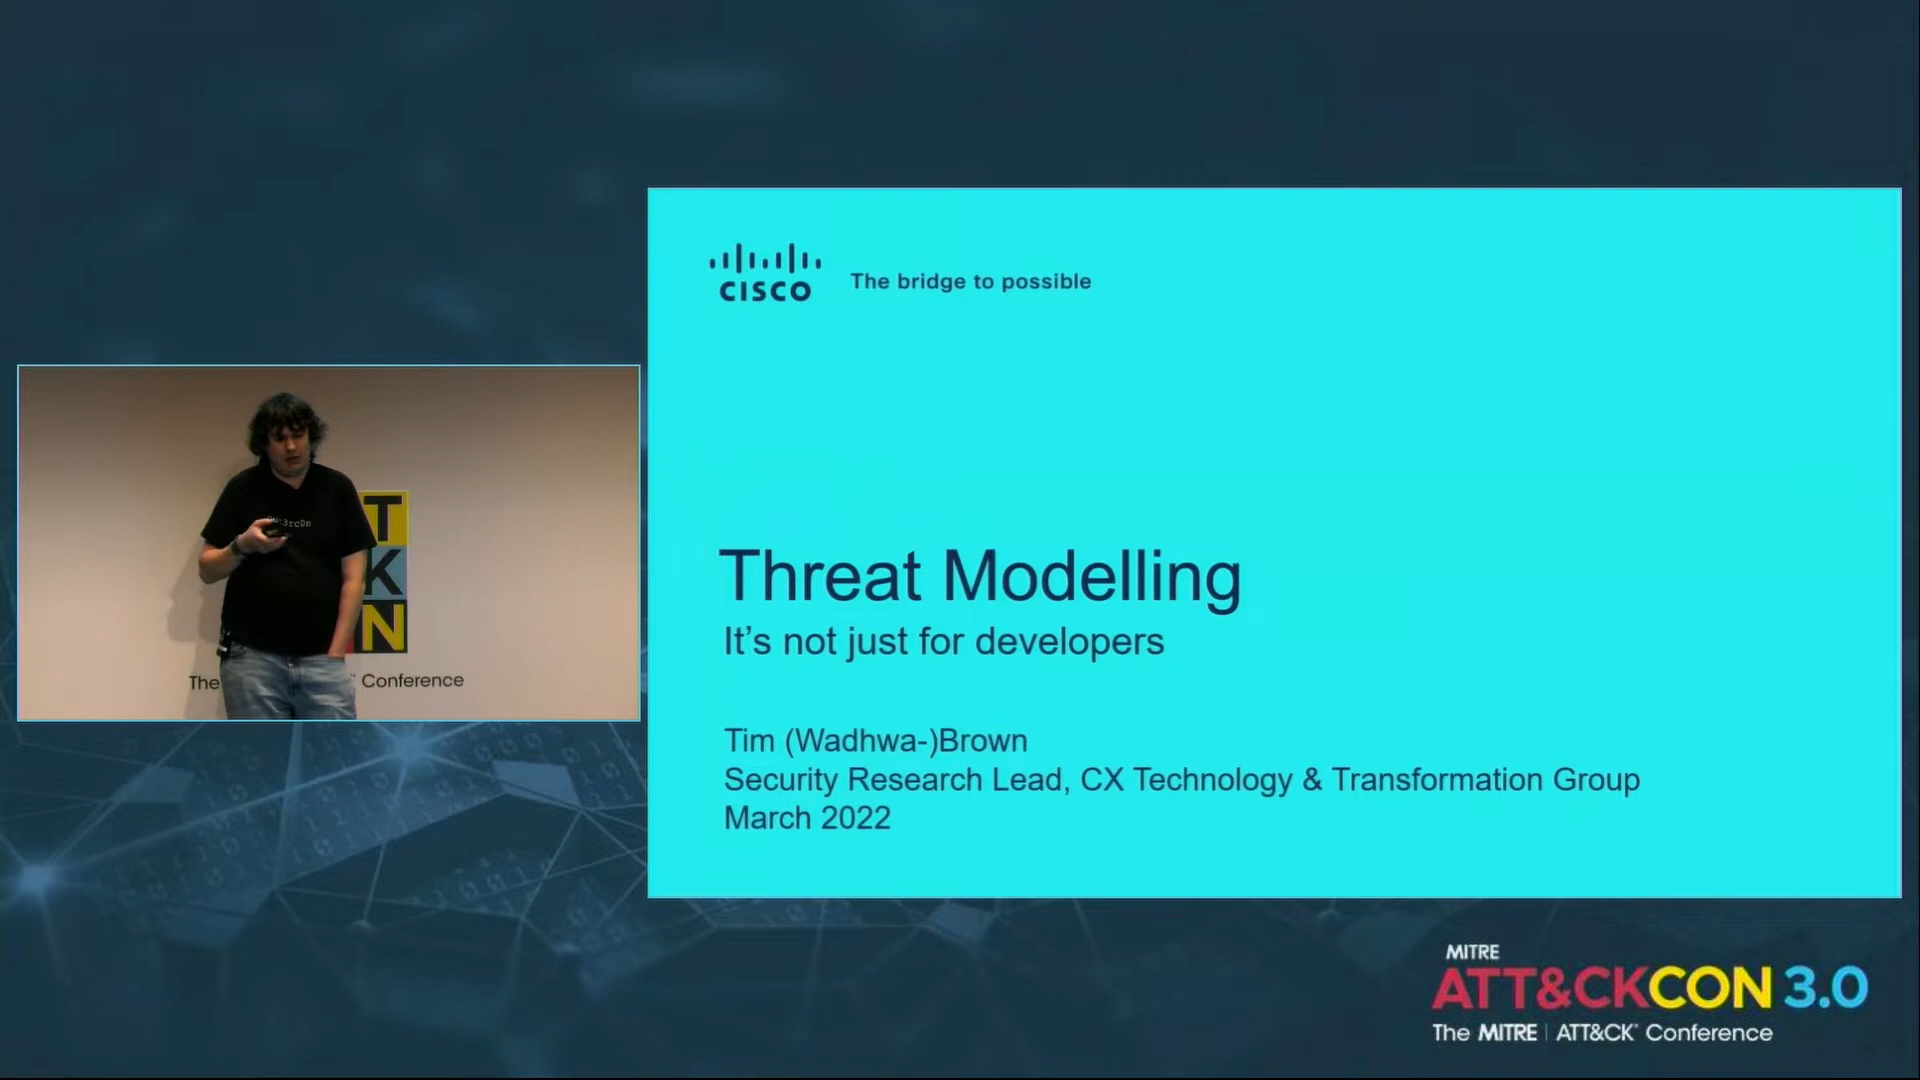 CISCO
The bridge to possible
Threat Modelling
It's not just for developers
Tim (Wadhwa-)Brown
Security Research Lead, CX Technology & Transformation Group
March 2022
T
K
N
The
Conference
MITRE
ATT&CKCON 3.0
The MITRE | ATT&CK® Conference